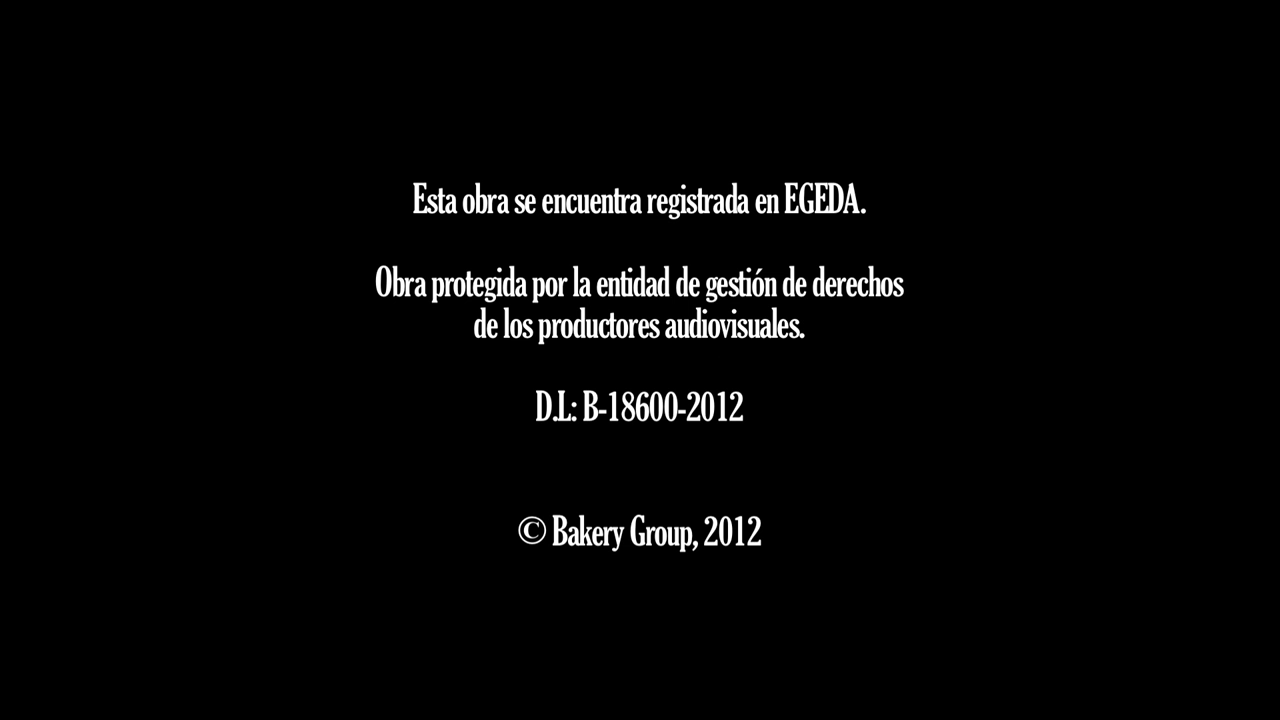 Esta obra se encuentra registrada en EGEDA.
Obra protegida por la entidad de gestión de derechos
de los productores audiovisuales.
D.L: B-18600-2012
© Bakery Group, 2012